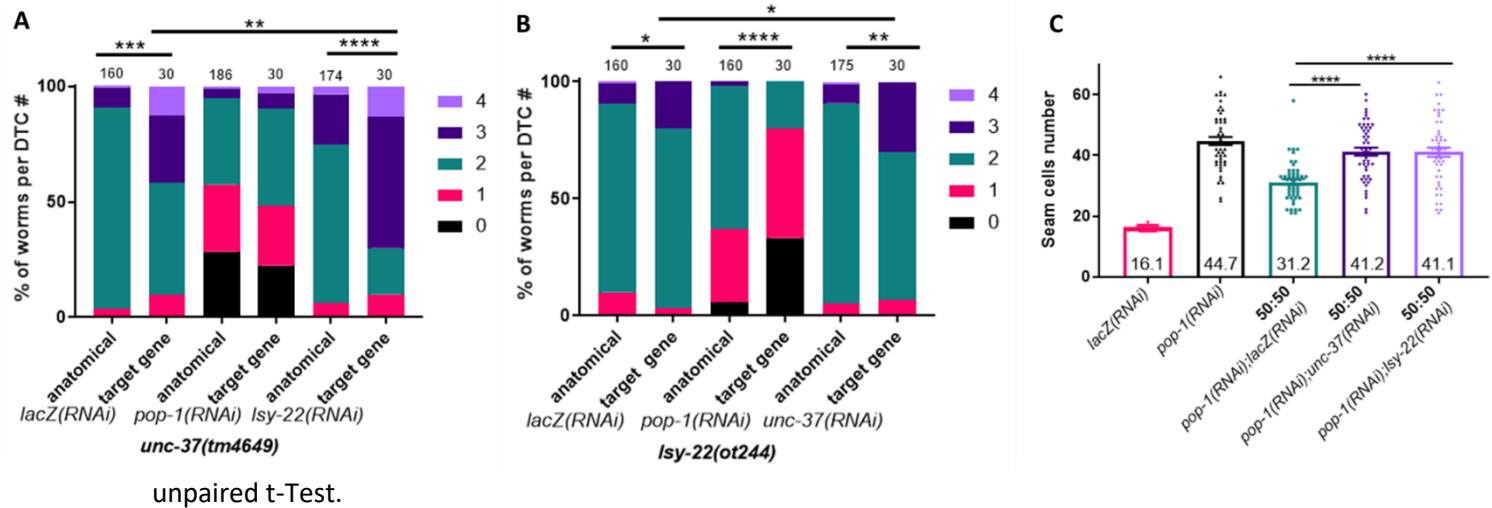 A
**
***
****
160 30 186 30 174 30
% of worms per DTC #
100
50
0
4
3
2
1
0
anatomical
target gene
anatomical
target gene
anatomical
target gene
lacZ(RNAi) pop-1(RNAi) lsy-22(RNAi)
unc-37(tm4649)
B
*
* **** **
160 30 160 30 175 30
% of worms per DTC #
100
50
0
4
3
2
1
0
anatomical
target gene
anatomical
target gene
anatomical
target gene
lacZ(RNAi) pop-1(RNAi) unc-37(RNAi)
lsy-22(ot244)
C
****
****
Seam cells number
60
40
20
0
16.1 44.7 31.2 41.2 41.1
lacZ(RNAi)
pop-1(RNAi)
50:50
pop-1(RNAi);lacZ(RNAi)
50:50
pop-1(RNAi);unc-37(RNAi)
50:50
pop-1(RNAi);lsy-22(RNAi)
unpaired t-Test.